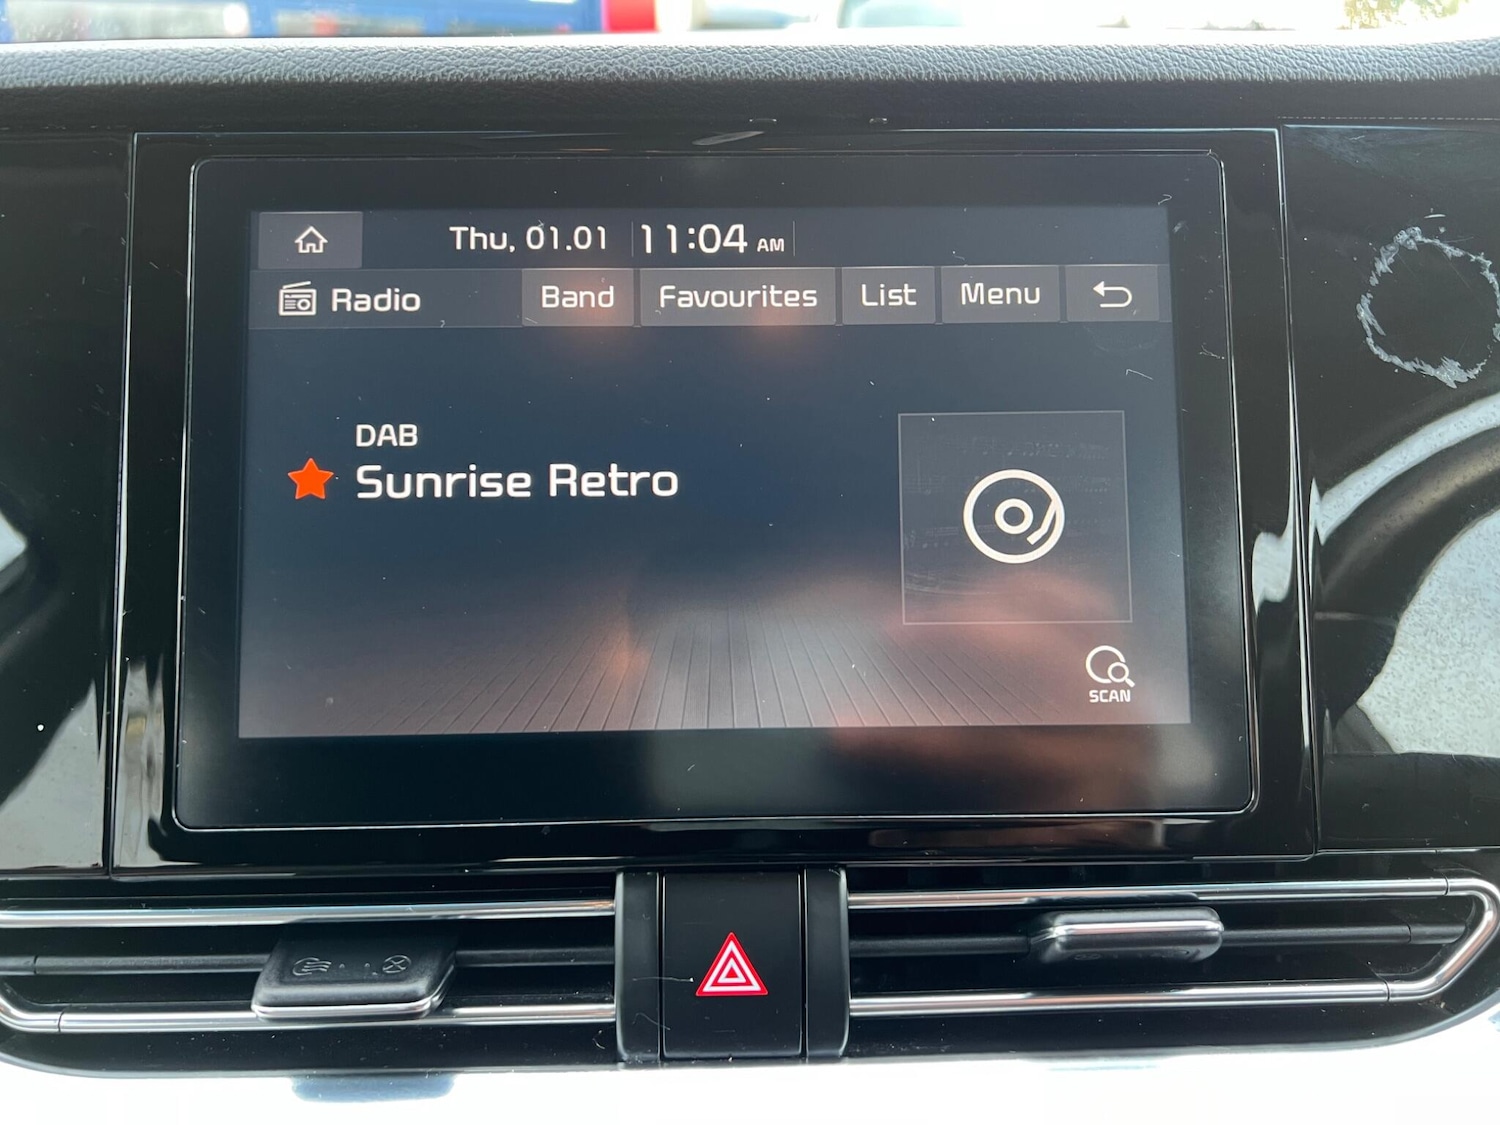 Thu, 01.01 11:04 AM
Radio Band Favourites List Menu
DAB
Sunrise Retro
SCAN